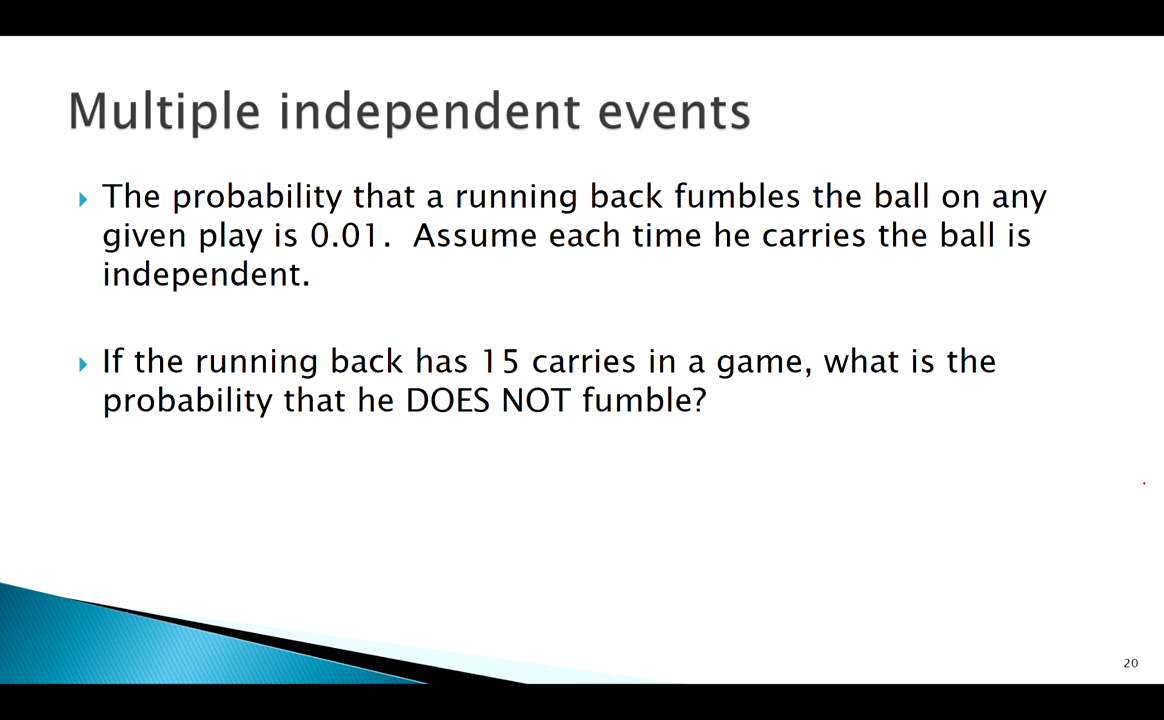 Multiple independent events
The probability that a running back fumbles the ball on any
given play is 0.01.  Assume each time he carries the ball is
independent.
If the running back has 15 carries in a game, what is the
probability that he DOES NOT fumble?
20